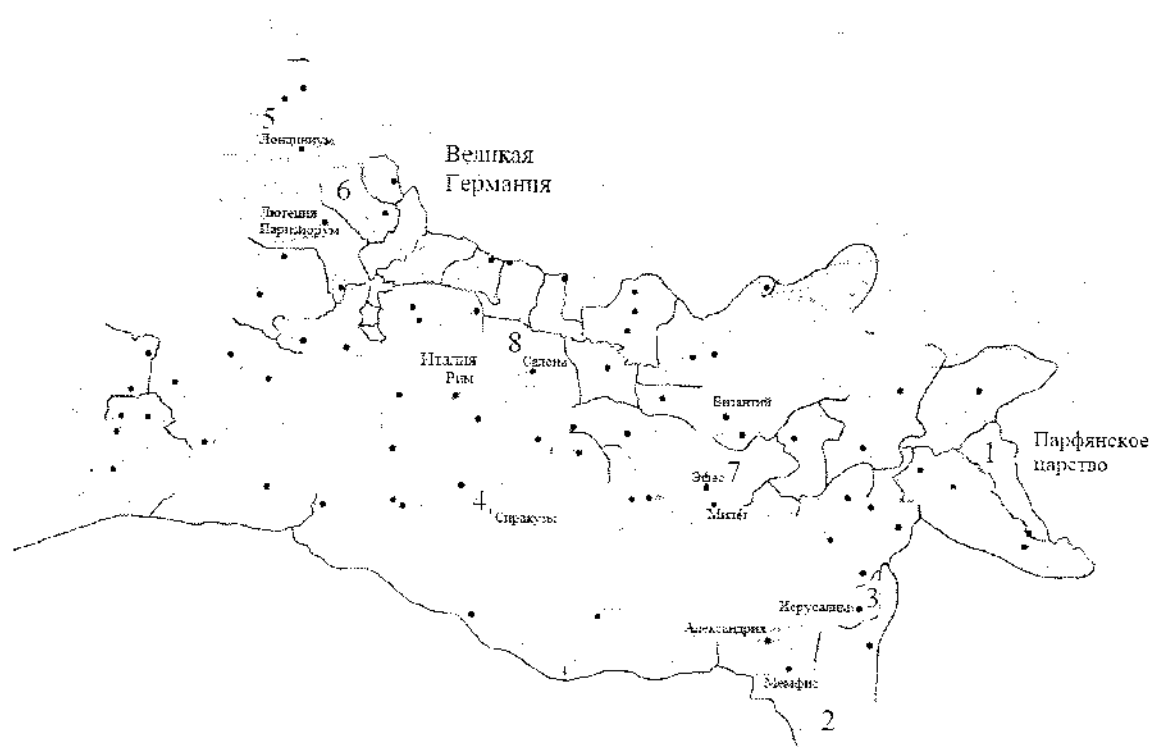 5
Лондиниум
Великая
Германия
6
Лютеция
Паризиорум
8
Салона
Италия
Рим
Византий
Парфянское
царство
1
Эфес 7
Милет
4
Сиракузы
Иерусалим
3
Александрия
Мемфис
2